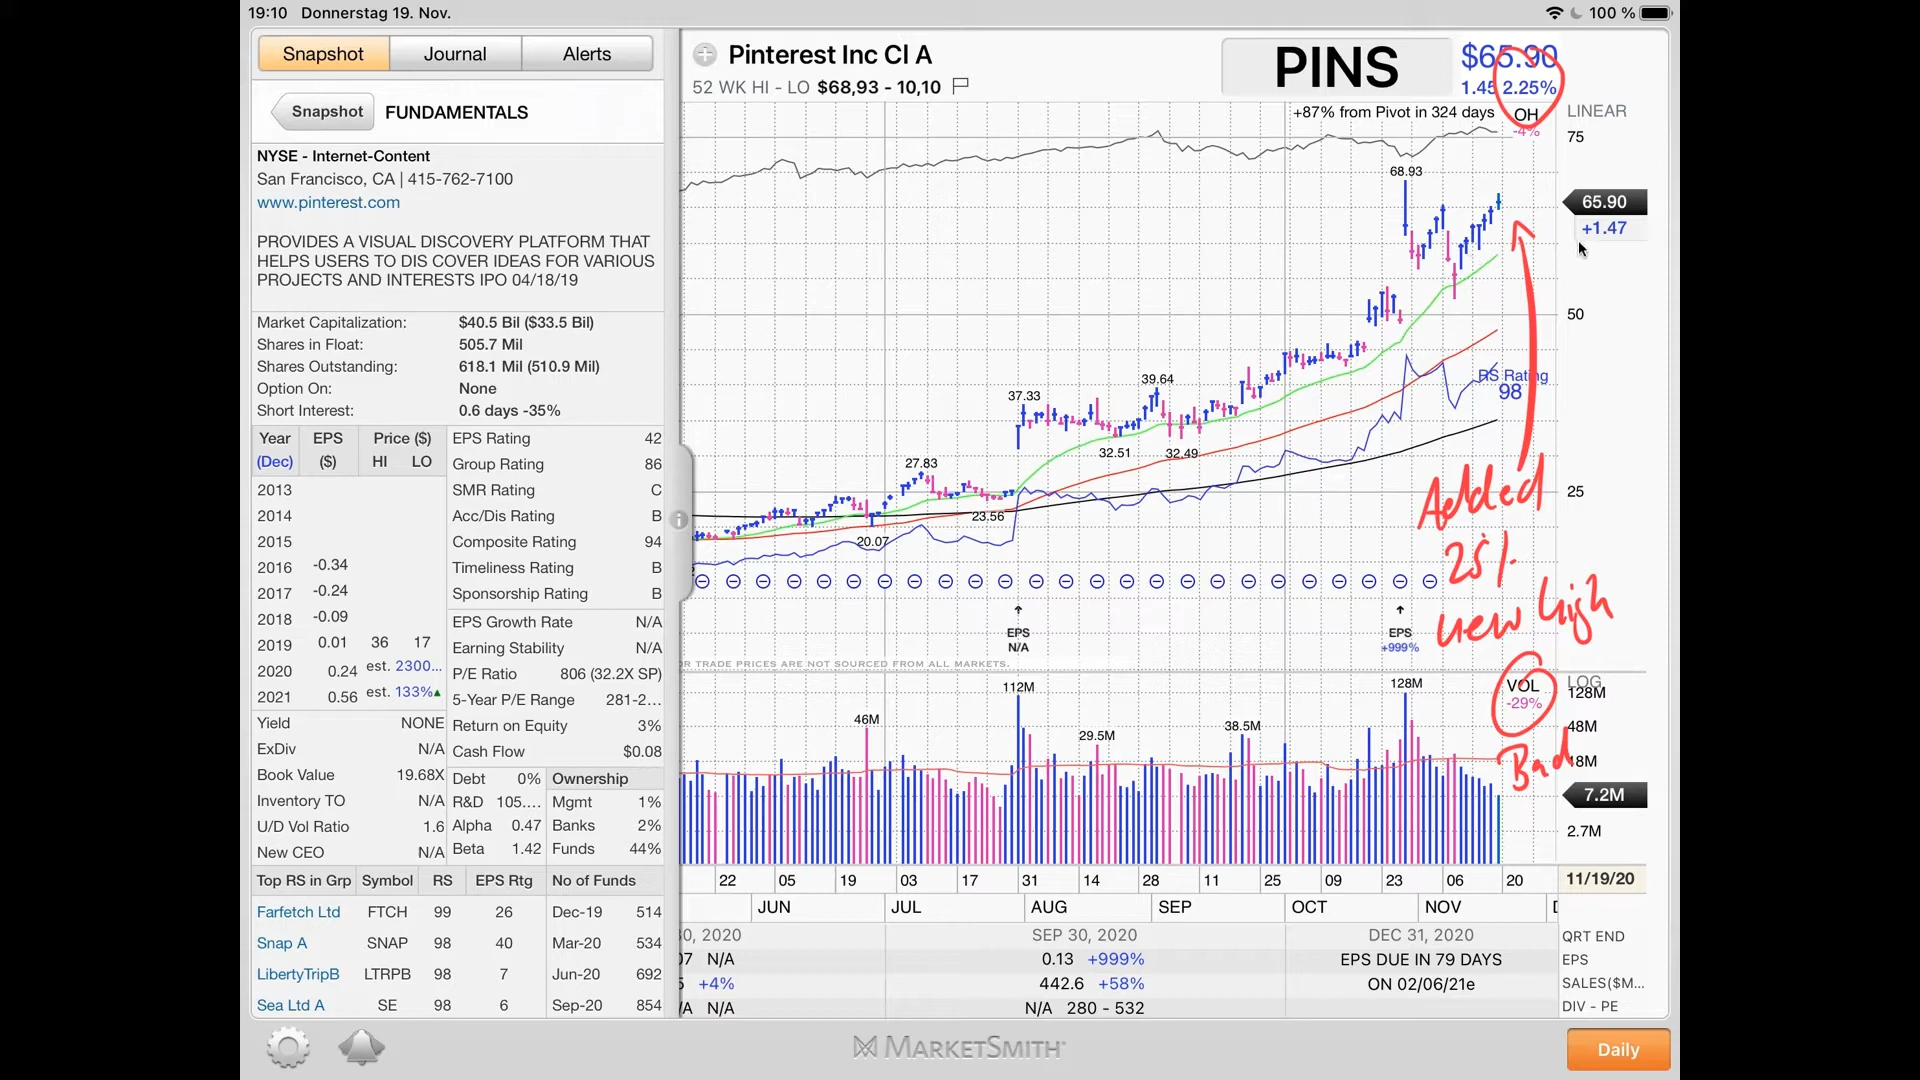 19:10 Donnerstag 19. Nov.
100 %
Snapshot Journal Alerts
Snapshot FUNDAMENTALS
NYSE - Internet-Content
San Francisco, CA | 415-762-7100
www.pinterest.com
PROVIDES A VISUAL DISCOVERY PLATFORM THAT
HELPS USERS TO DIS COVER IDEAS FOR VARIOUS
PROJECTS AND INTERESTS IPO 04/18/19
Market Capitalization: $40.5 Bil ($33.5 Bil)
Shares in Float: 505.7 Mil
Shares Outstanding: 618.1 Mil (510.9 Mil)
Option On: None
Short Interest: 0.6 days -35%
Year EPS Price ($)
(Dec) ($) HI LO
2013
2014
2015
2016 -0.34
2017 -0.24
2018 -0.09
2019 0.01 36 17
2020 0.24 est. 2300...
2021 0.56 est. 133%▲
Yield NONE
ExDiv N/A
Book Value 19.68X
Inventory TO N/A
U/D Vol Ratio 1.6
New CEO N/A
EPS Rating 42
Group Rating 86
SMR Rating C
Acc/Dis Rating B
Composite Rating 94
Timeliness Rating B
Sponsorship Rating B
EPS Growth Rate N/A
Earning Stability N/A
P/E Ratio 806 (32.2X SP)
5-Year P/E Range 281-2...
Return on Equity 3%
Cash Flow $0.08
Debt 0%
R&D 105....
Alpha 0.47
Beta 1.42
Ownership
Mgmt 1%
Banks 2%
Funds 44%
Top RS in Grp Symbol RS EPS Rtg
Farfetch Ltd FTCH 99 26
Snap A SNAP 98 40
LibertyTripB LTRPB 98 7
Sea Ltd A SE 98 6
No of Funds
Dec-19 514
Mar-20 534
Jun-20 692
Sep-20 854
Pinterest Inc Cl A
52 WK HI - LO $68,93 - 10,10
PINS
$65.90
1.45 2.25%
+87% from Pivot in 324 days
OH
-4%
LINEAR
75
65.90
+1.47
50
25
68.93
39.64
37.33
32.51
32.49
27.83
23.56
20.07
RS Rating
98
Added
25%
new high
EPS
N/A
EPS
+999%
OR TRADE PRICES ARE NOT SOURCED FROM ALL MARKETS.
VOL
-29%
Bad
LOG
128M
48M
18M
7.2M
2.7M
46M
112M
29.5M
38.5M
128M
22 05 19 03 17 31 14 28 11 25 09 23 06 20
11/19/20
JUN JUL AUG SEP OCT NOV
30, 2020 SEP 30, 2020 DEC 31, 2020 QRT END
07 N/A 0.13 +999% EPS DUE IN 79 DAYS EPS
5 +4% 442.6 +58% ON 02/06/21e SALES($M...
/A N/A N/A 280 - 532 DIV - PE
MARKETSMITH
Daily